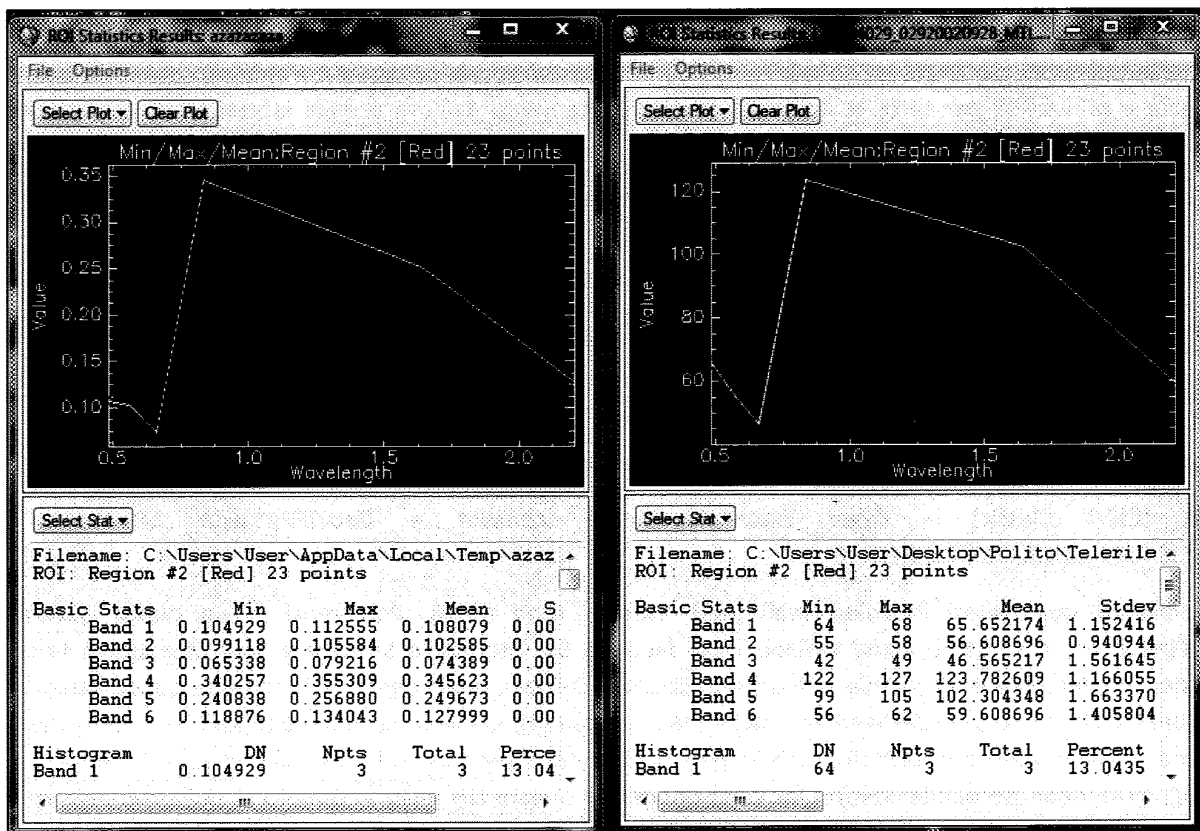 ROI Statistics Results: azazazaza
File Options
Select Plot Clear Plot
Min/Max/Mean:Region #2 [Red] 23 points
0.35
0.30
0.25
0.20
0.15
0.10
Value
0.5 1.0 1.5 2.0
Wavelength
Select Stat
Filename: C:\Users\User\AppData\Local\Temp\azaz
ROI: Region #2 [Red] 23 points
Basic Stats Min Max Mean S
Band 1 0.104929 0.112555 0.108079 0.00
Band 2 0.099118 0.105584 0.102585 0.00
Band 3 0.065338 0.079216 0.074389 0.00
Band 4 0.340257 0.355309 0.345623 0.00
Band 5 0.240838 0.256880 0.249673 0.00
Band 6 0.118876 0.134043 0.127999 0.00
Histogram DN Npts Total Perce
Band 1 0.104929 3 3 13.04
ROI Statistics Results: 4029_02920020928_MTL...
File Options
Select Plot Clear Plot
Min/Max/Mean:Region #2 [Red] 23 points
120
100
80
60
Value
0.5 1.0 1.5 2.0
Wavelength
Select Stat
Filename: C:\Users\User\Desktop\Polito\Telerile
ROI: Region #2 [Red] 23 points
Basic Stats Min Max Mean Stdev
Band 1 64 68 65.652174 1.152416
Band 2 55 58 56.608696 0.940944
Band 3 42 49 46.565217 1.561645
Band 4 122 127 123.782609 1.166055
Band 5 99 105 102.304348 1.663370
Band 6 56 62 59.608696 1.405804
Histogram DN Npts Total Percent
Band 1 64 3 3 13.0435